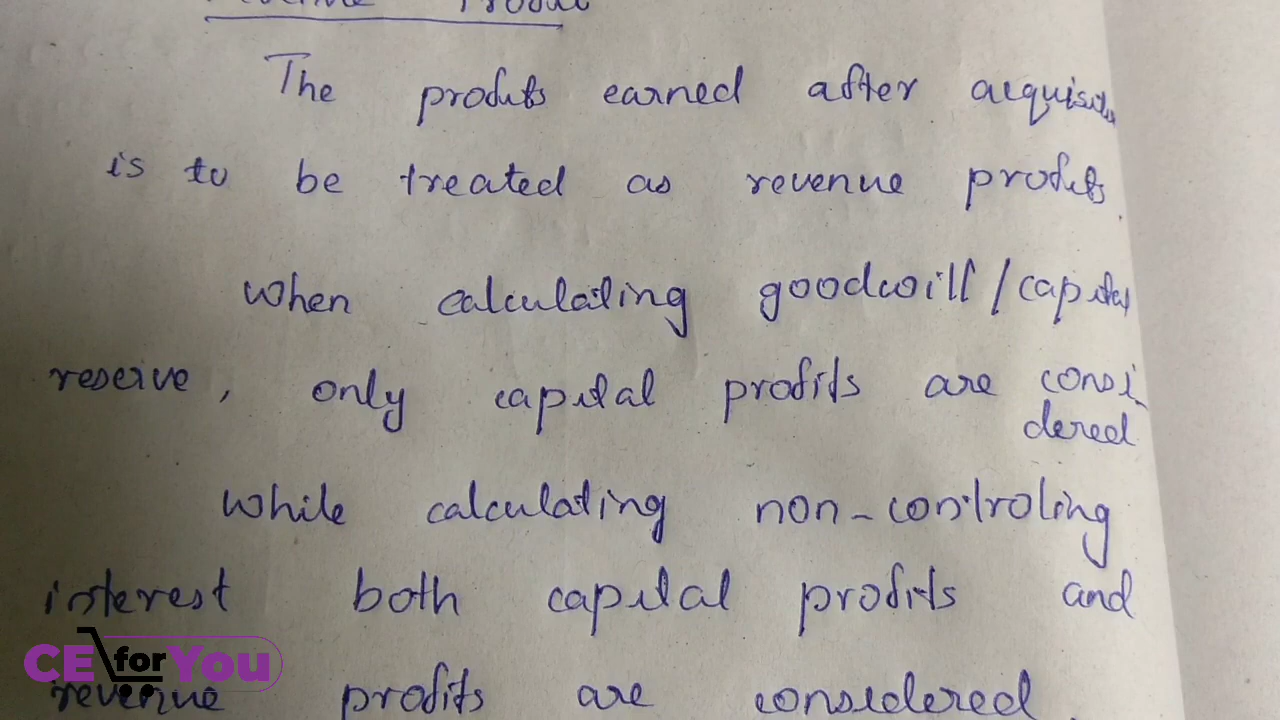 The profits earned after
is to be treated as revenue profits.
When calculating goodwill/capital
reserve, only capital profits are consi-
dered
While calculating non-controling
interest both capital profits and
revenue profits are considered.
CE for You